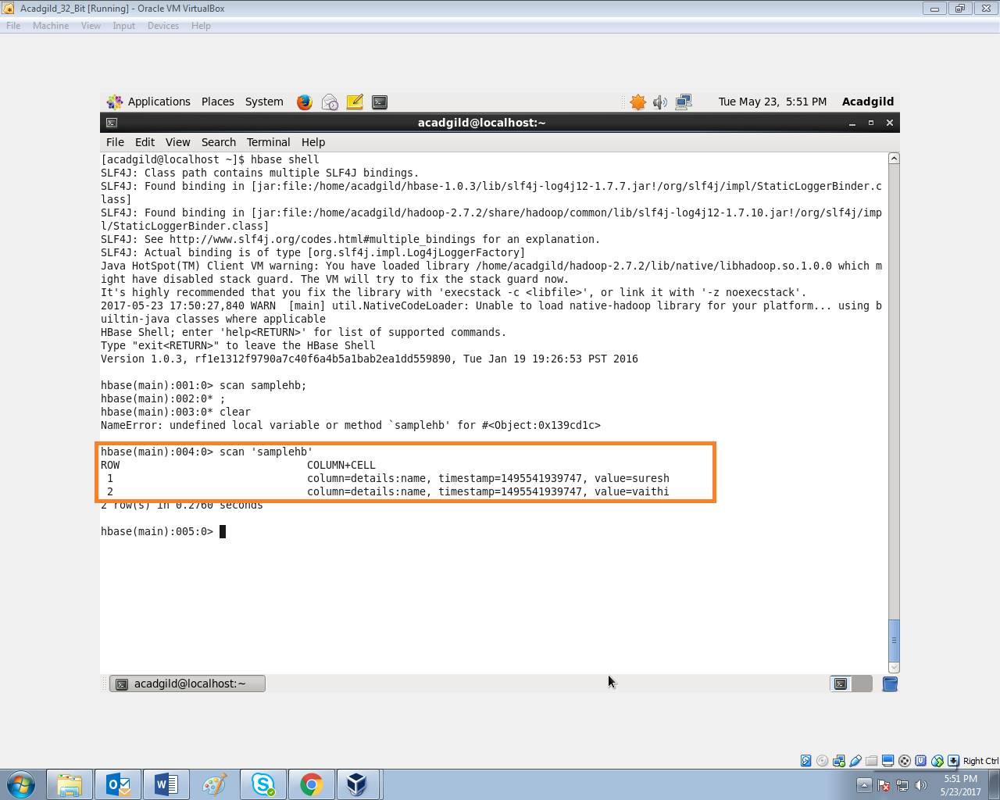 Acadgild_32_Bit [Running] - Oracle VM VirtualBox
File Machine View Input Devices Help
Applications Places System Tue May 23, 5:51 PM Acadgild
acadgild@localhost:~
File Edit View Search Terminal Help
[acadgild@localhost ~]$ hbase shell
SLF4J: Class path contains multiple SLF4J bindings.
SLF4J: Found binding in [jar:file:/home/acadgild/hbase-1.0.3/lib/slf4j-log4j12-1.7.7.jar!/org/slf4j/impl/StaticLoggerBinder.c
lass]
SLF4J: Found binding in [jar:file:/home/acadgild/hadoop-2.7.2/share/hadoop/common/lib/slf4j-log4j12-1.7.10.jar!/org/slf4j/imp
l/StaticLoggerBinder.class]
SLF4J: See http://www.slf4j.org/codes.html#multiple_bindings for an explanation.
SLF4J: Actual binding is of type [org.slf4j.impl.Log4jLoggerFactory]
Java HotSpot(TM) Client VM warning: You have loaded library /home/acadgild/hadoop-2.7.2/lib/native/libhadoop.so.1.0.0 which m
ight have disabled stack guard. The VM will try to fix the stack guard now.
It's highly recommended that you fix the library with 'execstack -c <libfile>', or link it with '-z noexecstack'.
2017-05-23 17:50:27,840 WARN  [main] util.NativeCodeLoader: Unable to load native-hadoop library for your platform... using b
uiltin-java classes where applicable
HBase Shell; enter 'help<RETURN>' for list of supported commands.
Type "exit<RETURN>" to leave the HBase Shell
Version 1.0.3, rf1e1312f9790a7c40f6a4b5a1bab2ea1dd559890, Tue Jan 19 19:26:53 PST 2016
hbase(main):001:0> scan samplehb;
hbase(main):002:0* ;
hbase(main):003:0* clear
NameError: undefined local variable or method `samplehb' for #<Object:0x139cd1c>
hbase(main):004:0> scan 'samplehb'
ROW COLUMN+CELL
1 column=details:name, timestamp=1495541939747, value=suresh
2 column=details:name, timestamp=1495541939747, value=vaithi
2 row(s) in 0.2760 seconds
hbase(main):005:0>
acadgild@localhost:~
Right Ctrl
5:51 PM
5/23/2017